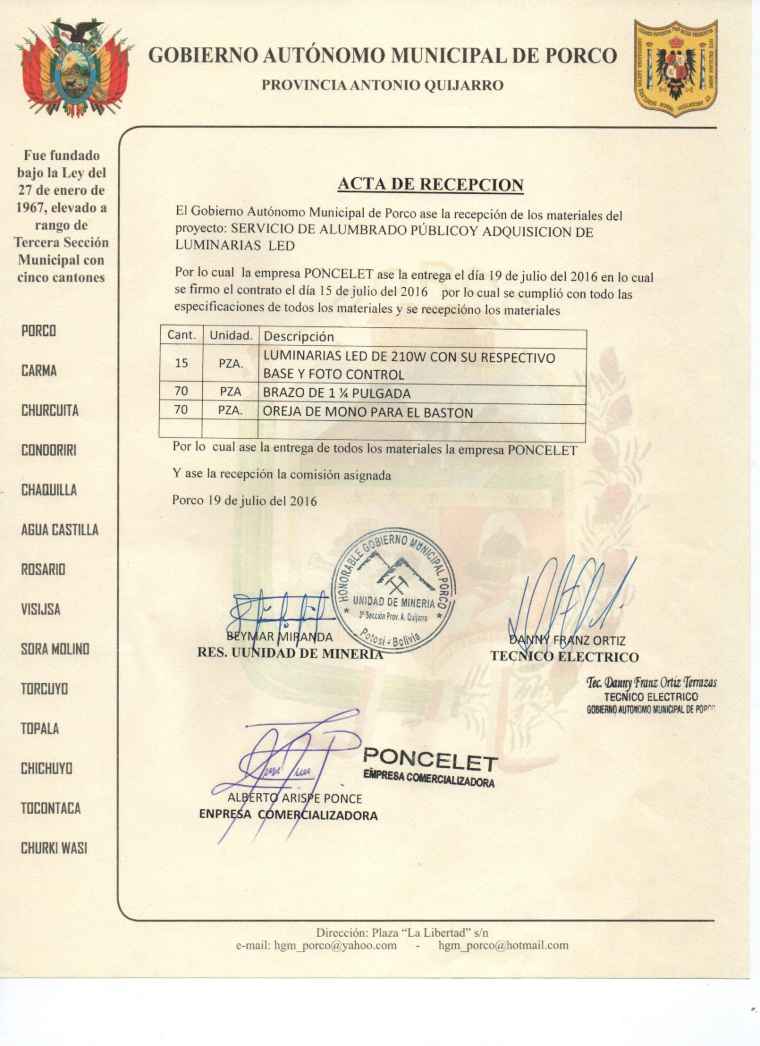 GOBIERNO AUTÓNOMO MUNICIPAL DE PORCO
PROVINCIA ANTONIO QUIJARRO
Fue fundado
bajo la Ley del
27 de enero de
1967, elevado a
rango de
Tercera Sección
Municipal con
cinco cantones
PORCO
CARMA
CHURCUITA
CONDORIRI
CHAQUILLA
AGUA CASTILLA
ROSARIO
VISIJSA
SORA MOLINO
TORCUYO
TOPALA
CHICHUYO
TOCONTACA
CHURKI WASI
ACTA DE RECEPCION
El Gobierno Autónomo Municipal de Porco ase la recepción de los materiales del
proyecto: SERVICIO DE ALUMBRADO PÚBLICOY ADQUISICION DE
LUMINARIAS LED
Por lo cual la empresa PONCELET ase la entrega el día 19 de julio del 2016 en lo cual
se firmo el contrato el día 15 de julio del 2016 por lo cual se cumplió con todo las
especificaciones de todos los materiales y se recepcióno los materiales
Cant. Unidad. Descripción
15 PZA. LUMINARIAS LED DE 210W CON SU RESPECTIVO
BASE Y FOTO CONTROL
70 PZA BRAZO DE 1 ¼ PULGADA
70 PZA. OREJA DE MONO PARA EL BASTON
Por lo cual ase la entrega de todos los materiales la empresa PONCELET
Y ase la recepción la comisión asignada
Porco 19 de julio del 2016
HONORABLE GOBIERNO MUNICIPAL PORCO
UNIDAD DE MINERIA
3ª Sección Prov. A. Quijarro
Potosí - Bolivia
BEYMAR MIRANDA
RES. UUNIDAD DE MINERIA
DANNY FRANZ ORTIZ
TECNICO ELECTRICO
Tec. Danny Franz Ortiz Terrazas
TECNICO ELECTRICO
GOBIERNO AUTONOMO MUNICIPAL DE PORCO
PONCELET
EMPRESA COMERCIALIZADORA
ALBERTO ARISPE PONCE
ENPRESA COMERCIALIZADORA
Dirección: Plaza “La Libertad” s/n
e-mail: hgm_porco@yahoo.com - hgm_porco@hotmail.com